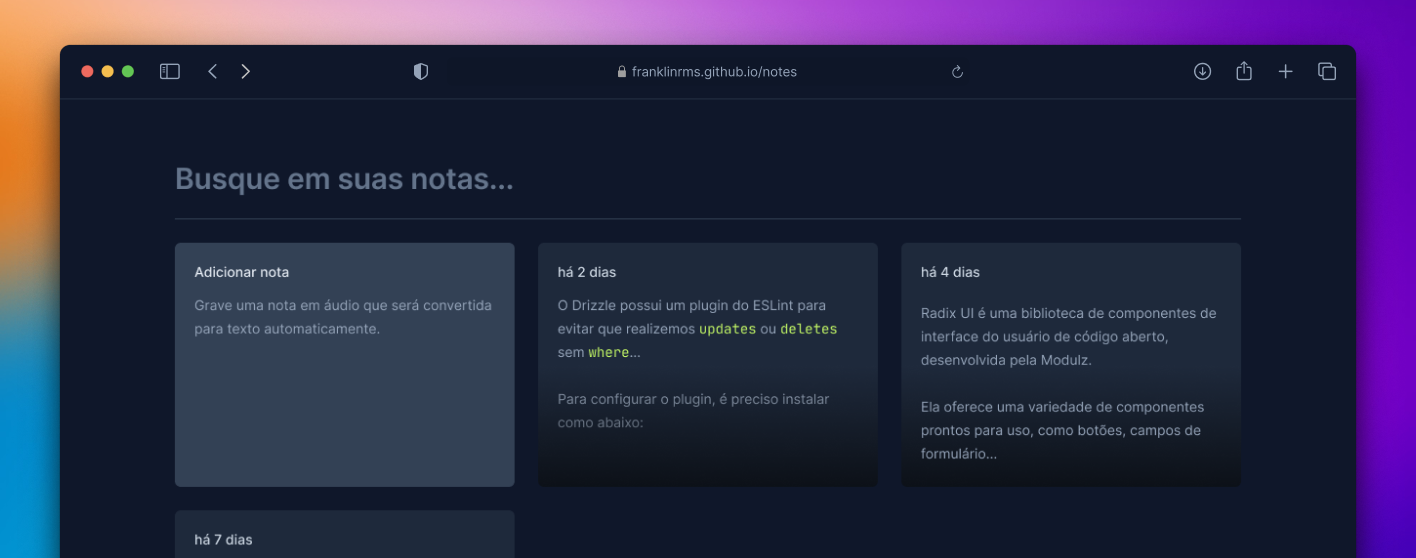 franklinrms.github.io/notes
Busque em suas notas...
Adicionar nota
Grave uma nota em áudio que será convertida
para texto automaticamente.
há 2 dias
O Drizzle possui um plugin do ESLint para
evitar que realizemos updates ou deletes
sem where...
Para configurar o plugin, é preciso instalar
como abaixo:
há 4 dias
Radix UI é uma biblioteca de componentes de
interface do usuário de código aberto,
desenvolvida pela Modulz.
Ela oferece uma variedade de componentes
prontos para uso, como botões, campos de
formulário...
há 7 dias